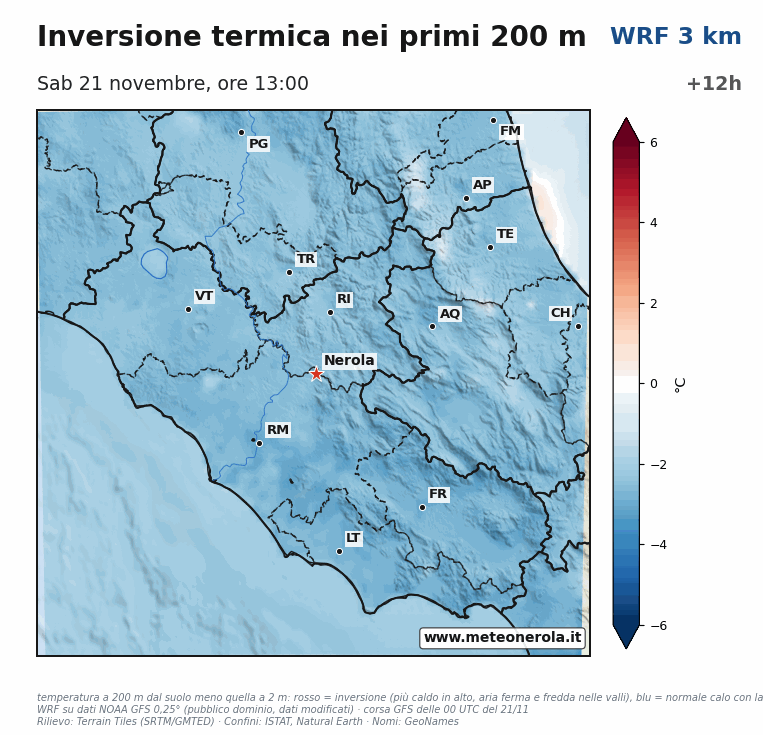 Inversione termica nei primi 200 m WRF 3 km
Sab 21 novembre, ore 13:00 +12h
FM
PG
AP
TE
TR
VT
RI
AQ
CH
Nerola
RM
FR
LT
6
4
2
0
−2
−4
−6
°C
www.meteonerola.it
temperatura a 200 m dal suolo meno quella a 2 m: rosso = inversione (più caldo in alto, aria ferma e fredda nelle valli), blu = normale calo con la
WRF su dati NOAA GFS 0,25° (pubblico dominio, dati modificati) · corsa GFS delle 00 UTC del 21/11
Rilievo: Terrain Tiles (SRTM/GMTED) · Confini: ISTAT, Natural Earth · Nomi: GeoNames